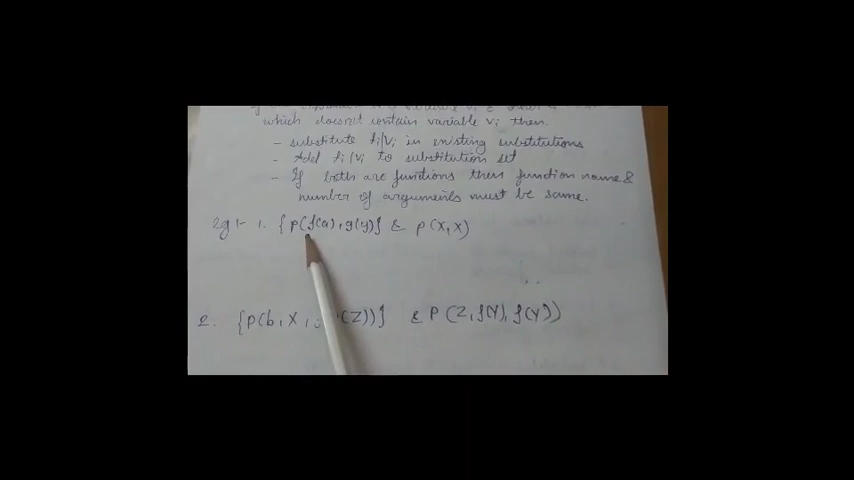 which doesn't contain variable vi then.
- substitute ti/vi in existing substitutions
- Add ti/vi to substitution set
- If both are functions then function name &
number of arguments must be same.
Eg:- 1. {P(f(a), g(y)} & P(X, X)
2. {P(b, X, (Z))} & P(Z, f(Y), f(Y))